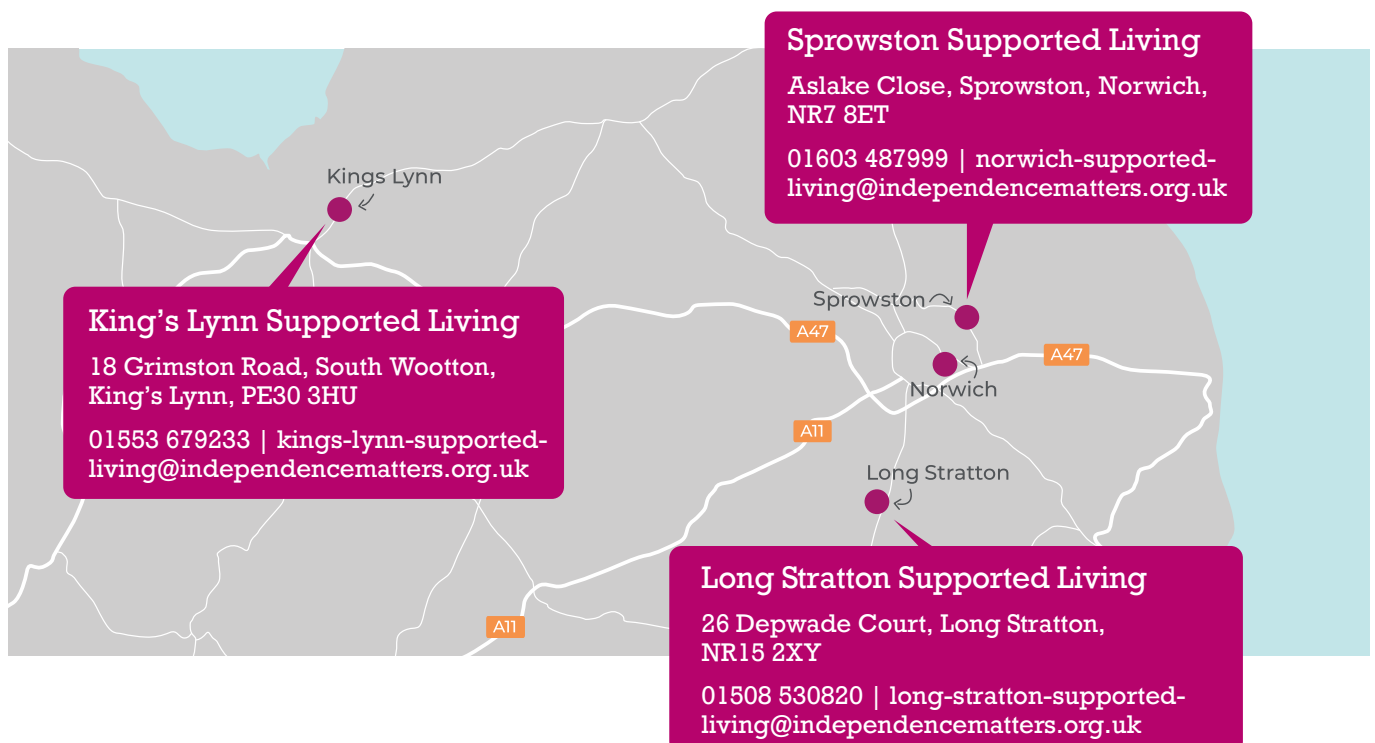 Sprowston Supported Living
Aslake Close, Sprowston, Norwich,
NR7 8ET
01603 487999 | norwich-supported-
living@independencematters.org.uk
Kings Lynn
King’s Lynn Supported Living
18 Grimston Road, South Wootton,
King’s Lynn, PE30 3HU
01553 679233 | kings-lynn-supported-
living@independencematters.org.uk
Sprowston
A47
A47
Norwich
A11
Long Stratton
A11
Long Stratton Supported Living
26 Depwade Court, Long Stratton,
NR15 2XY
01508 530820 | long-stratton-supported-
living@independencematters.org.uk